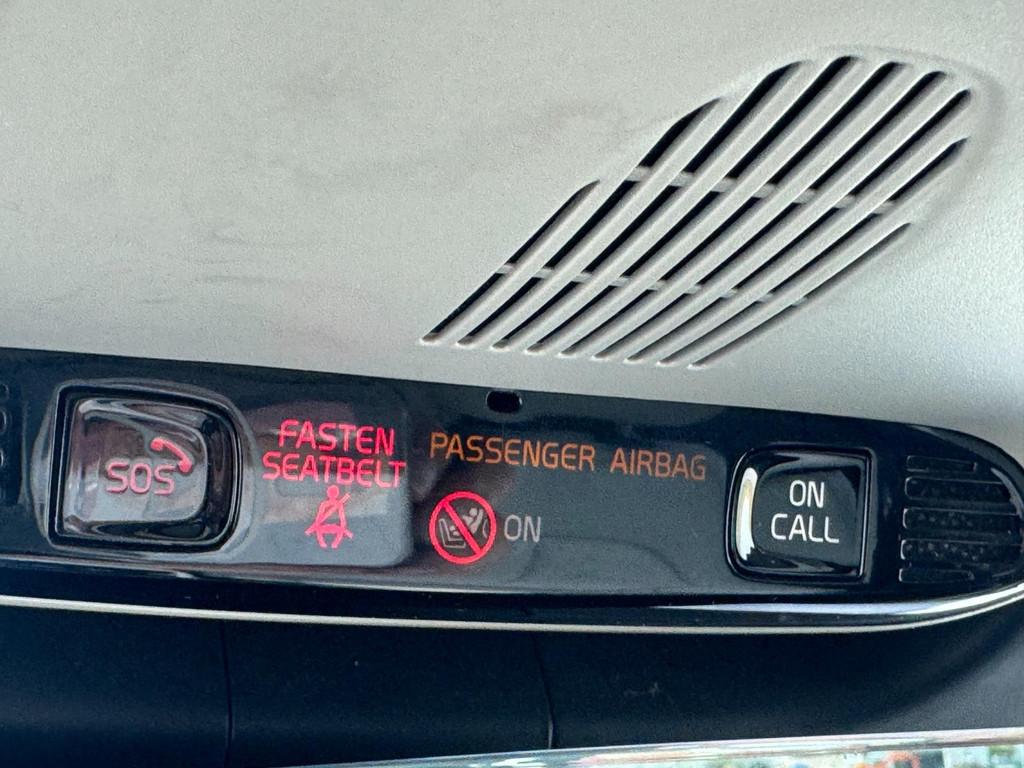 SOS
FASTEN
SEATBELT
PASSENGER AIRBAG
ON
ON
CALL